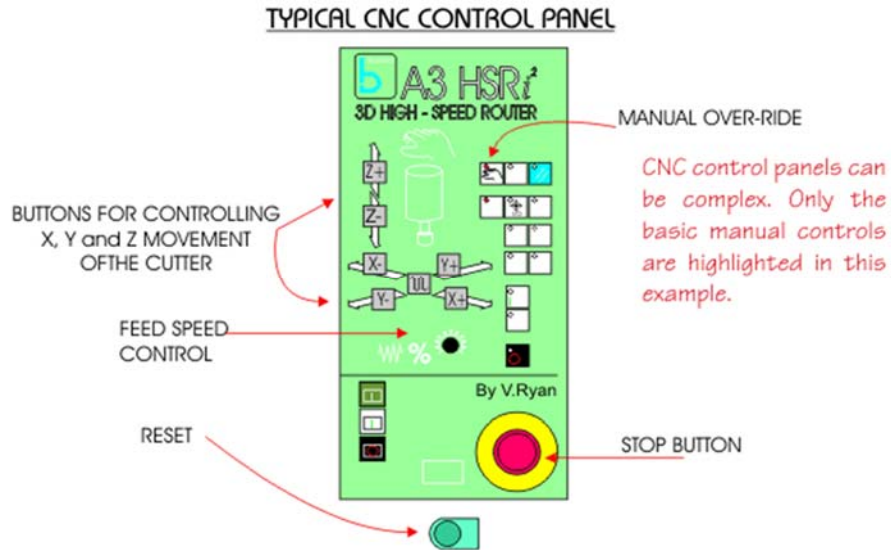 TYPICAL CNC CONTROL PANEL
b
A3 HSRi²
3D HIGH - SPEED ROUTER
MANUAL OVER-RIDE
CNC control panels can
be complex. Only the
basic manual controls
are highlighted in this
example.
Z+
Z-
BUTTONS FOR CONTROLLING
X, Y and Z MOVEMENT
OFTHE CUTTER
X-
Y+
Y-
X+
FEED SPEED
CONTROL
%
By V.Ryan
RESET
STOP BUTTON